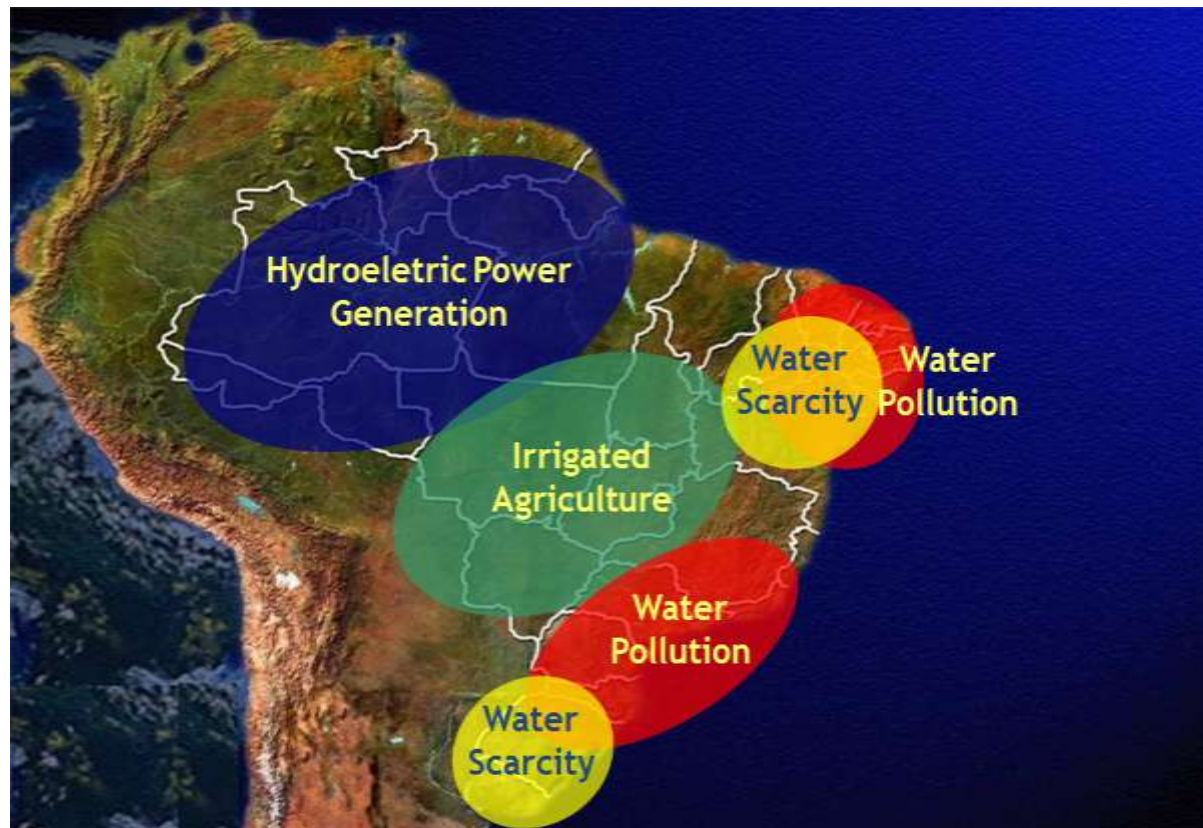 Hydroeletric Power
Generation
Water
Scarcity
Water
Pollution
Irrigated
Agriculture
Water
Pollution
Water
Scarcity